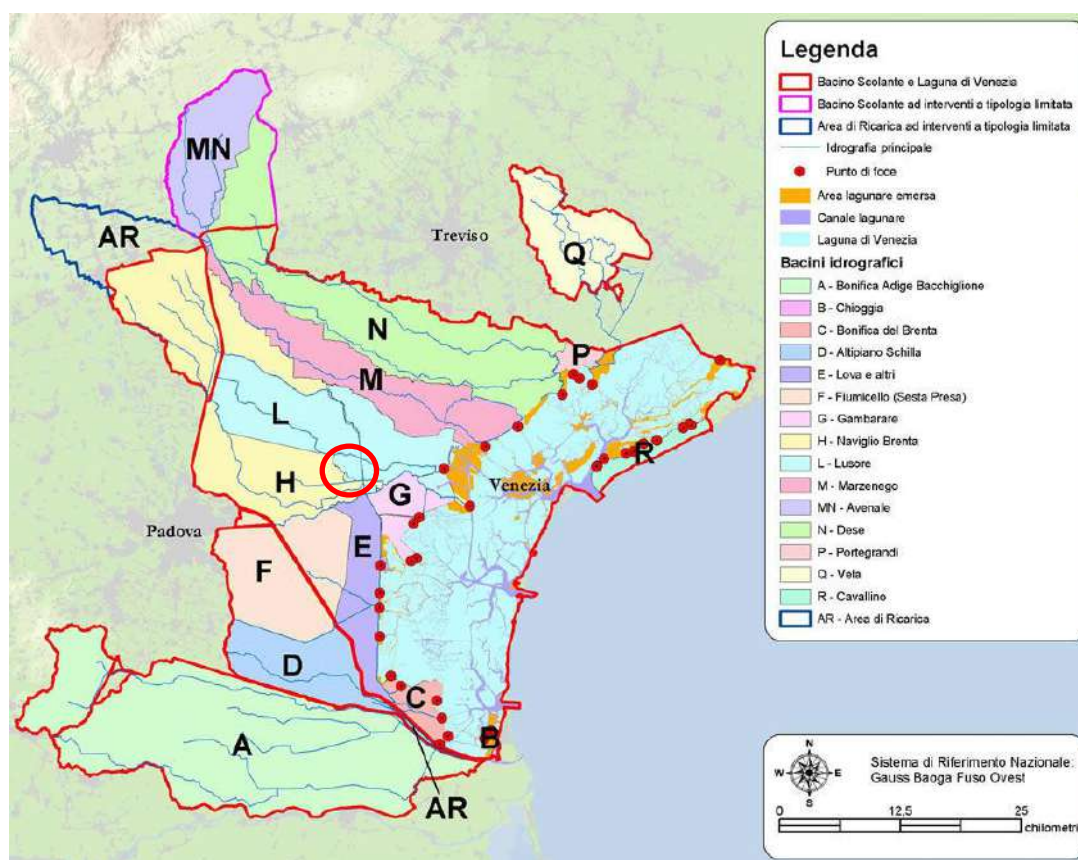 Legenda
Bacino Scolante e Laguna di Venezia
Bacino Scolante ad interventi a tipologia limitata
Area di Ricarica ad interventi a tipologia limitata
Idrografia principale
Punto di foce
Area lagunare emersa
Canale lagunare
Laguna di Venezia
Bacini idrografici
A - Bonifica Adige Bacchiglione
B - Chioggia
C - Bonifica del Brenta
D - Altipiano Schilla
E - Lova e altri
F - Fiumicello (Sesta Presa)
G - Gambarare
H - Naviglio Brenta
L - Lusore
M - Marzenego
MN - Avenale
N - Dese
P - Portegrandi
Q - Vela
R - Cavallino
AR - Area di Ricarica
MN
AR
Treviso
Q
N
P
M
L
R
Venezia
H
G
Padova
E
F
D
C
B
A
AR
N
W E
S
Sistema di Riferimento Nazionale:
Gauss Baoga Fuso Ovest
0 12,5 25
chilometri